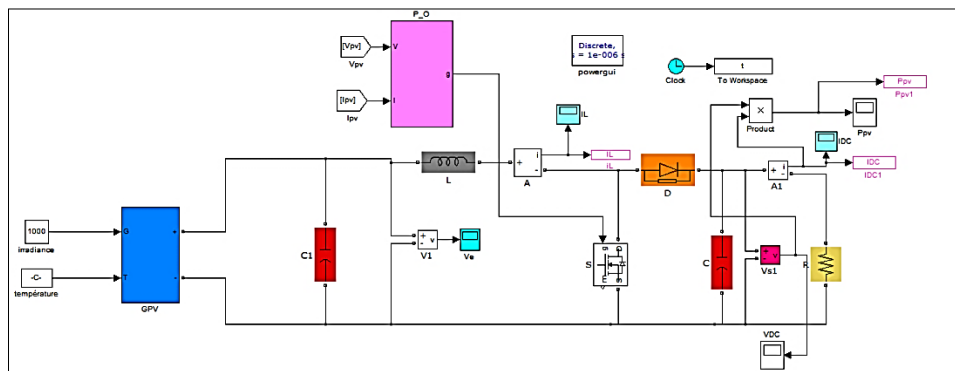 P_O
[Vpv]
Vpv
V
[Ipv]
Ipv
I
g
Discrete,
s = 1e-006 s
powergui
Clock
t
To Workspace
Ppv
Ppv1
×
Product
Ppv
IL
IL
iL
IDC
IDC
IDC1
L
+
-
i
A
D
+
-
i
A1
1000
irradiance
-C-
température
G
T
+
-
GPV
C1
+
-
v
V1
Ve
g
S
E
C
+
-
v
Vs1
R
VDC